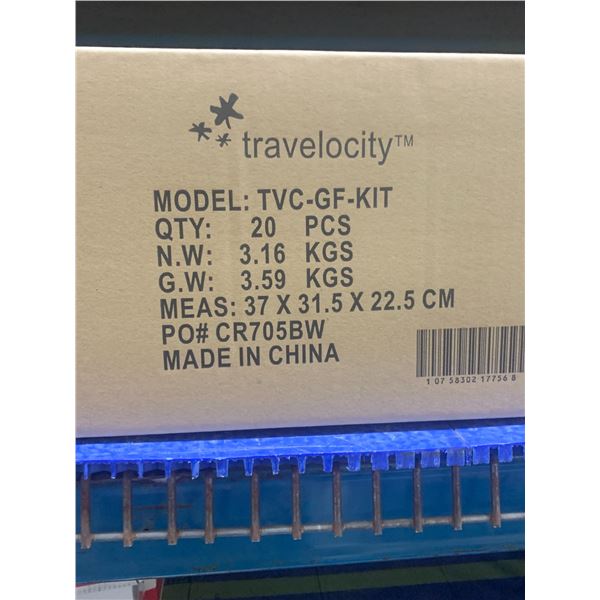 travelocity™
MODEL: TVC-GF-KIT
QTY: 20 PCS
N.W: 3.16 KGS
G.W: 3.59 KGS
MEAS: 37 X 31.5 X 22.5 CM
PO# CR705BW
MADE IN CHINA
1 07 58302 17756 8